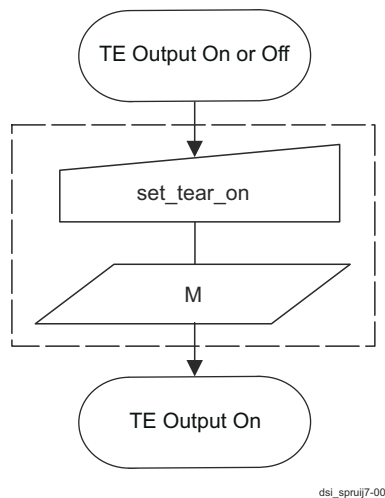 TE Output On or Off
set_tear_on
M
TE Output On
dsi_spruij7-00